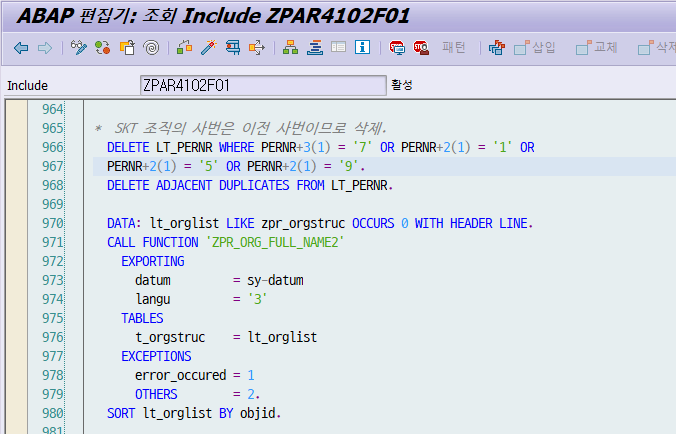 ABAP 편집기: 조회 Include ZPAR4102F01
패턴 삽입 교체 삭제
Include ZPAR4102F01 활성
964
965 * SKT 조직의 사번은 이전 사번이므로 삭제.
966 DELETE LT_PERNR WHERE PERNR+3(1) = '7' OR PERNR+2(1) = '1' OR
967 PERNR+2(1) = '5' OR PERNR+2(1) = '9'.
968 DELETE ADJACENT DUPLICATES FROM LT_PERNR.
969
970 DATA: lt_orglist LIKE zpr_orgstruc OCCURS 0 WITH HEADER LINE.
971 CALL FUNCTION 'ZPR_ORG_FULL_NAME2'
972 EXPORTING
973 datum = sy-datum
974 langu = '3'
975 TABLES
976 t_orgstruc = lt_orglist
977 EXCEPTIONS
978 error_occured = 1
979 OTHERS = 2.
980 SORT lt_orglist BY objid.
981